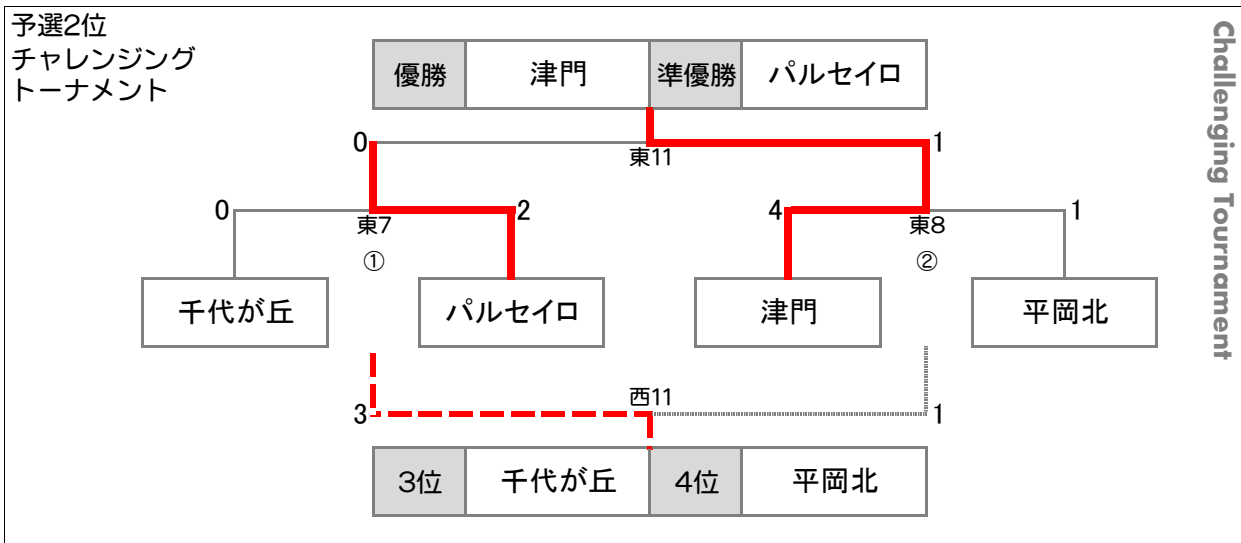 予選2位
チャレンジング
トーナメント
優勝 津門 準優勝 パルセイロ
0 東11 1
0 東7 2 4 東8 1
① ②
千代が丘 パルセイロ 津門 平岡北
3 西11 1
3位 千代が丘 4位 平岡北
Challenging Tournament